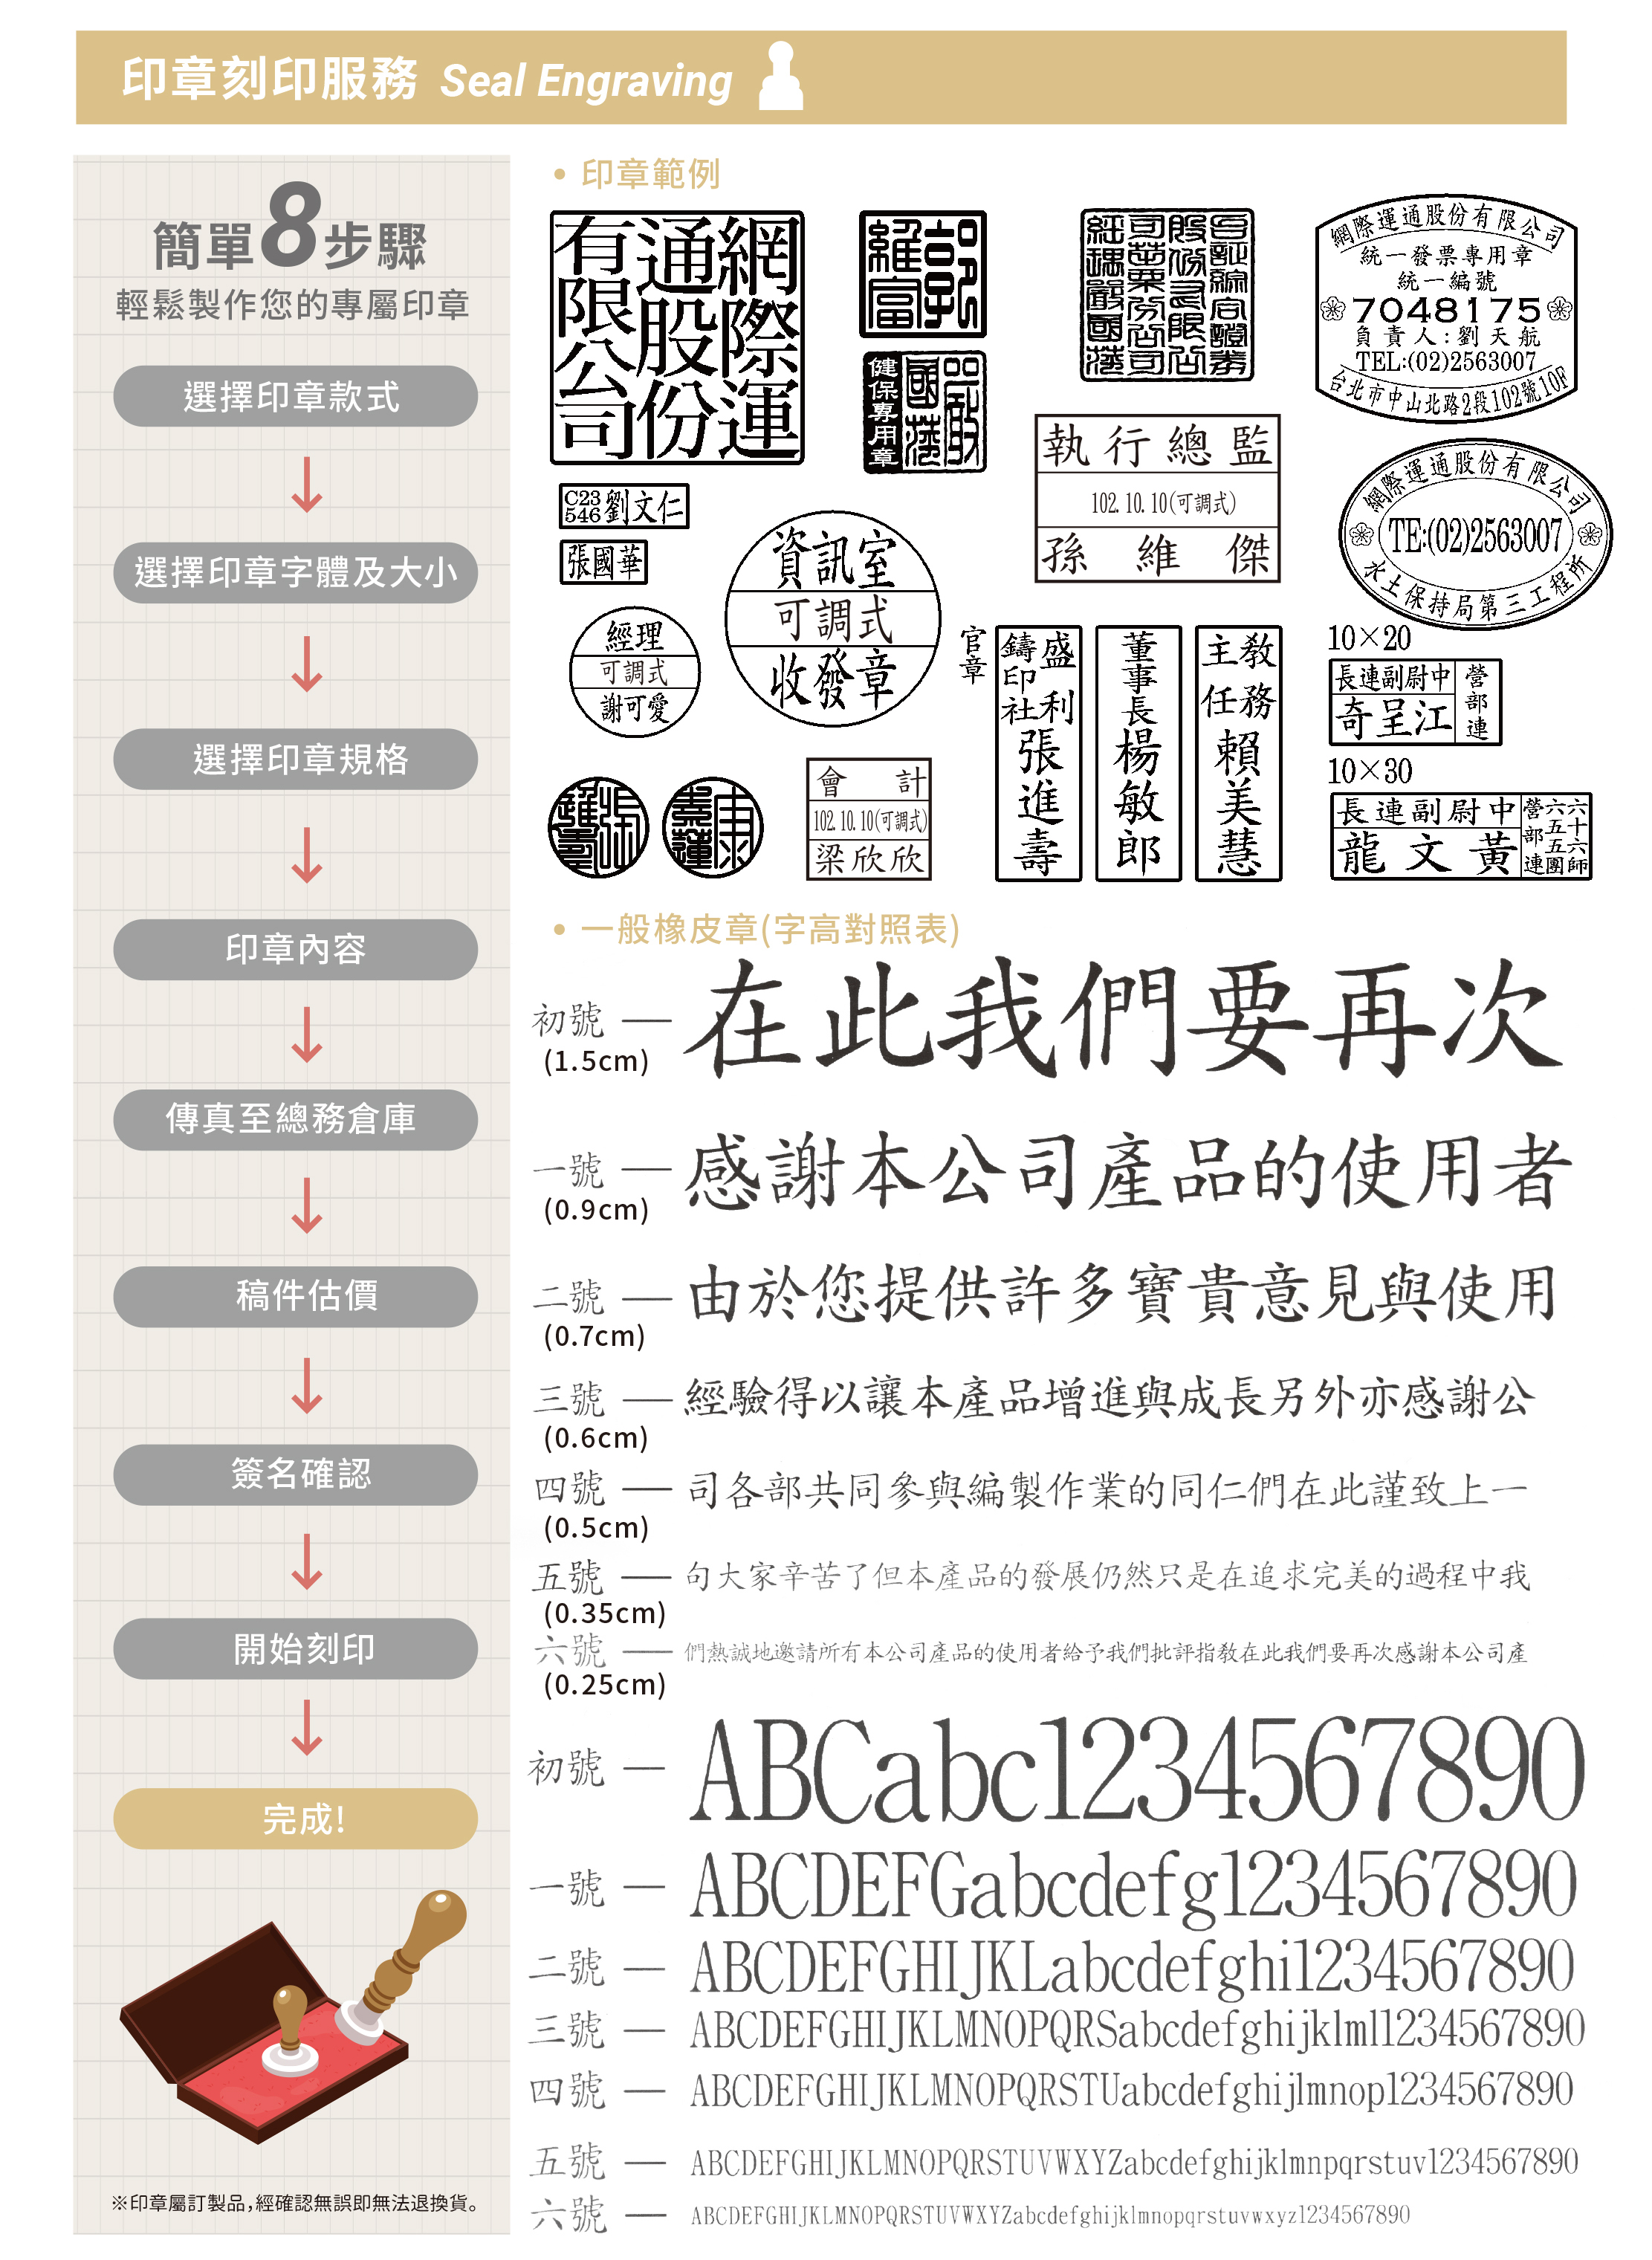 印章刻印服務 Seal Engraving
簡單8步驟
輕鬆製作您的專屬印章
選擇印章款式
選擇印章字體及大小
選擇印章規格
印章內容
傳真至總務倉庫
稿件估價
簽名確認
開始刻印
完成!
※印章屬訂製品,經確認無誤即無法退換貨。
• 印章範例
網際運
通股份
有限公司
郭
維富
健保專用章
嚴
國
網際運通股份有限公司
統一發票專用章
統一編號
7048175
負責人:劉天航
TEL:(02)2563007
台北市中山北路2段102號10F
執行總監
102.10.10(可調式)
孫維傑
網際運通股份有限公司
TE:(02)2563007
水土保持局第三工程所
C23
546
劉文仁
張國華
資訊室
可調式
收發章
經理
可調式
謝可愛
會計
102.10.10(可調式)
梁欣欣
官章
盛利
鑄印社
張進壽
董事長
楊敏郎
教務
主任
賴美慧
10×20
長連副尉中
奇呈江
營部連
10×30
長連副尉中
龍文黃
六十六師
六五五團
營部連
• 一般橡皮章(字高對照表)
初號 — 在此我們要再次
(1.5cm)
一號 — 感謝本公司產品的使用者
(0.9cm)
二號 — 由於您提供許多寶貴意見與使用
(0.7cm)
三號 — 經驗得以讓本產品增進與成長另外亦感謝公
(0.6cm)
四號 — 司各部共同參與編製作業的同仁們在此謹致上一
(0.5cm)
五號 — 句大家辛苦了但本產品的發展仍然只是在追求完美的過程中我
(0.35cm)
六號 — 們熱誠地邀請所有本公司產品的使用者給予我們批評指教在此我們要再次感謝本公司產
(0.25cm)
初號 — ABCabc1234567890
一號 — ABCDEFGabcdefg1234567890
二號 — ABCDEFGHIJKLabcdefghi1234567890
三號 — ABCDEFGHIJKLMNOPQRSabcdefghijklml1234567890
四號 — ABCDEFGHIJKLMNOPQRSTUabcdefghijlmnop1234567890
五號 — ABCDEFGHIJKLMNOPQRSTUVWXYZabcdefghijklmnpqrstuv1234567890
六號 — ABCDEFGHIJKLMNOPQRSTUVWXYZabcdefghijklmnopqrstuvwxyz1234567890